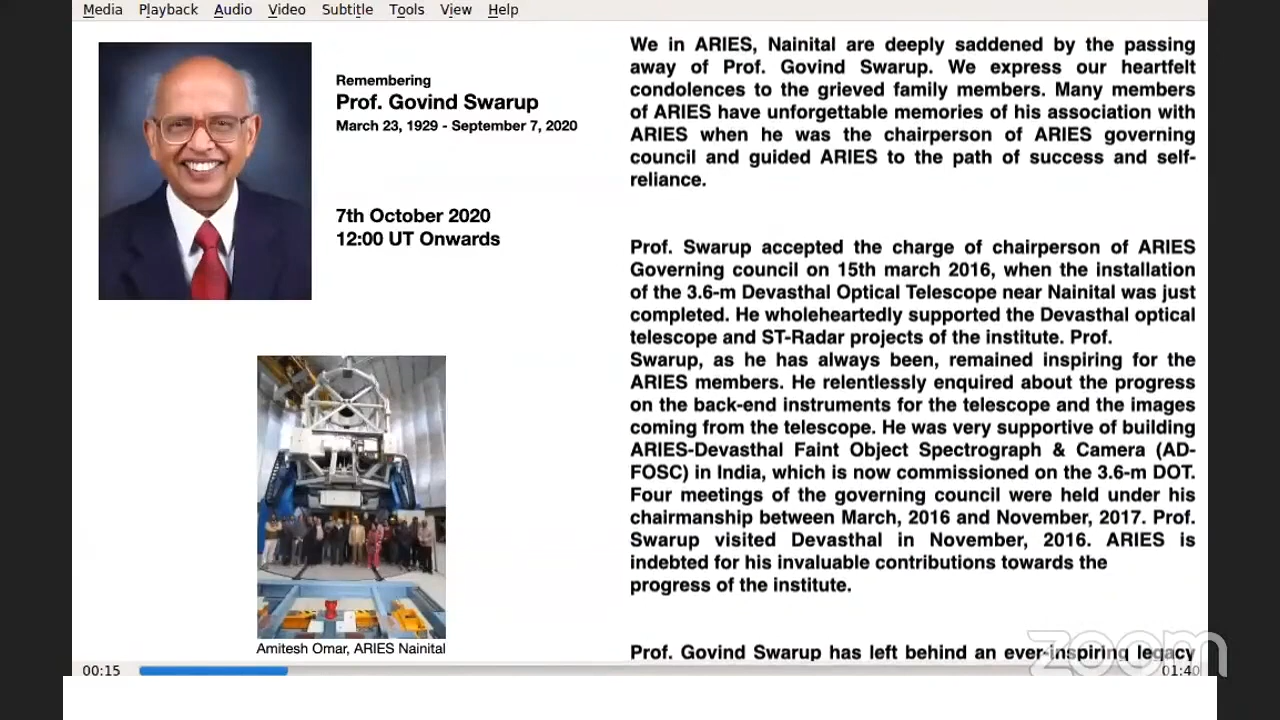 Media Playback Audio Video Subtitle Tools View Help
Remembering
Prof. Govind Swarup
March 23, 1929 - September 7, 2020
7th October 2020
12:00 UT Onwards
Amitesh Omar, ARIES Nainital
We in ARIES, Nainital are deeply saddened by the passing
away of Prof. Govind Swarup. We express our heartfelt
condolences to the grieved family members. Many members
of ARIES have unforgettable memories of his association with
ARIES when he was the chairperson of ARIES governing
council and guided ARIES to the path of success and self-
reliance.
Prof. Swarup accepted the charge of chairperson of ARIES
Governing council on 15th march 2016, when the installation
of the 3.6-m Devasthal Optical Telescope near Nainital was just
completed. He wholeheartedly supported the Devasthal optical
telescope and ST-Radar projects of the institute. Prof.
Swarup, as he has always been, remained inspiring for the
ARIES members. He relentlessly enquired about the progress
on the back-end instruments for the telescope and the images
coming from the telescope. He was very supportive of building
ARIES-Devasthal Faint Object Spectrograph & Camera (AD-
FOSC) in India, which is now commissioned on the 3.6-m DOT.
Four meetings of the governing council were held under his
chairmanship between March, 2016 and November, 2017. Prof.
Swarup visited Devasthal in November, 2016. ARIES is
indebted for his invaluable contributions towards the
progress of the institute.
Prof. Govind Swarup has left behind an ever-inspiring legacy
zoom
00:15
01:40